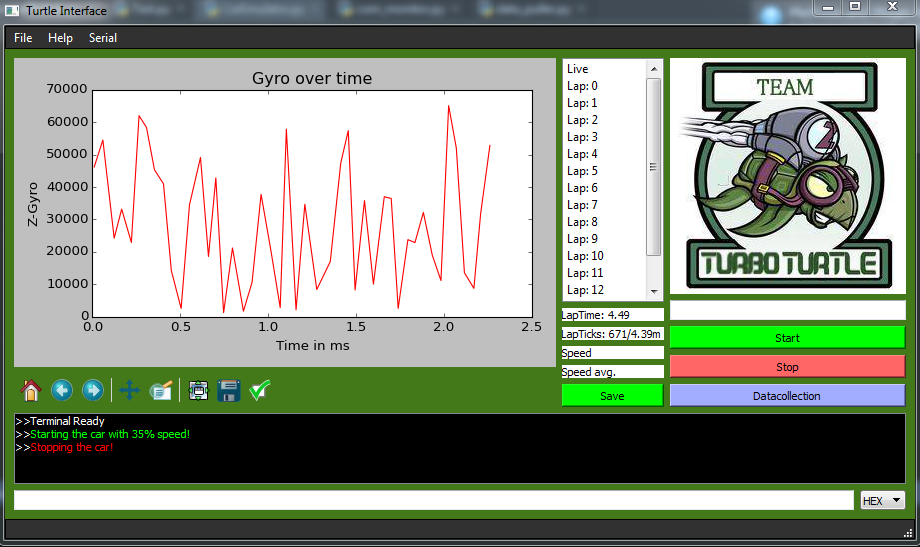 Turtle Interface
File Help Serial
Gyro over time
70000
60000
50000
40000
30000
20000
10000
0
Z-Gyro
0.0 0.5 1.0 1.5 2.0 2.5
Time in ms
Live
Lap: 0
Lap: 1
Lap: 2
Lap: 3
Lap: 4
Lap: 5
Lap: 6
Lap: 7
Lap: 8
Lap: 9
Lap: 10
Lap: 11
Lap: 12
LapTime: 4.49
LapTicks: 671/4.39m
Speed
Speed avg.
Save
TEAM
2
TURBO TURTLE
Start
Stop
Datacollection
>>Terminal Ready
>>Starting the car with 35% speed!
>>Stopping the car!
HEX